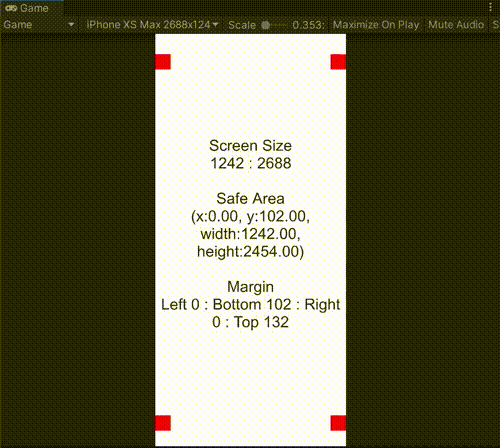 Game
Game iPhone XS Max 2688x124 Scale 0.353: Maximize On Play Mute Audio S
Screen Size
1242 : 2688
Safe Area
(x:0.00, y:102.00,
width:1242.00,
height:2454.00)
Margin
Left 0 : Bottom 102 : Right
0 : Top 132